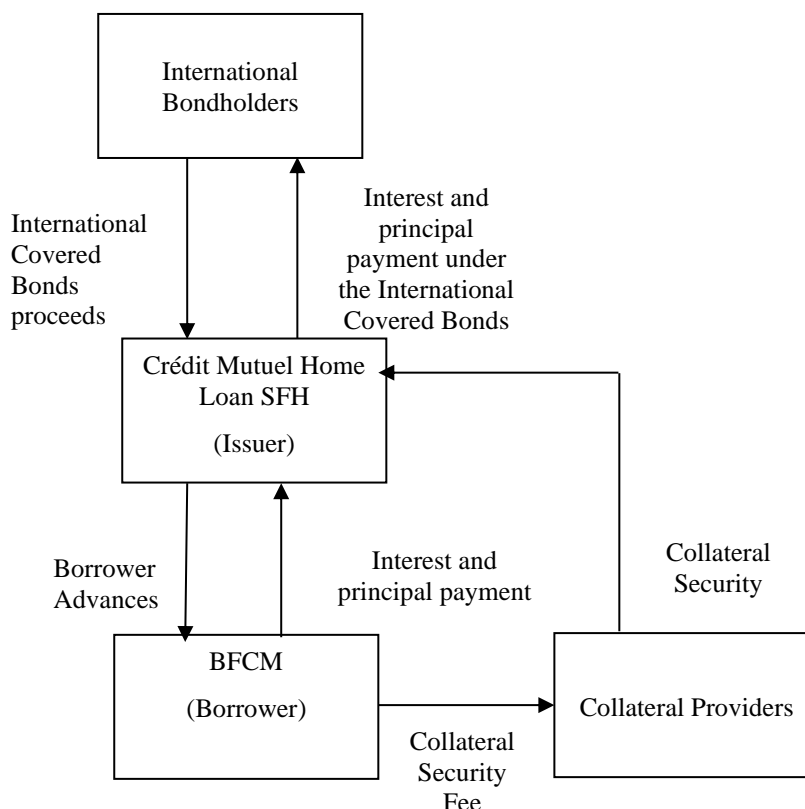 International
Bondholders
International
Covered
Bonds
proceeds
Interest and
principal
payment under
the International
Covered Bonds
Crédit Mutuel Home
Loan SFH
(Issuer)
Borrower
Advances
Interest and
principal payment
Collateral
Security
BFCM
(Borrower)
Collateral Providers
Collateral
Security
Fee